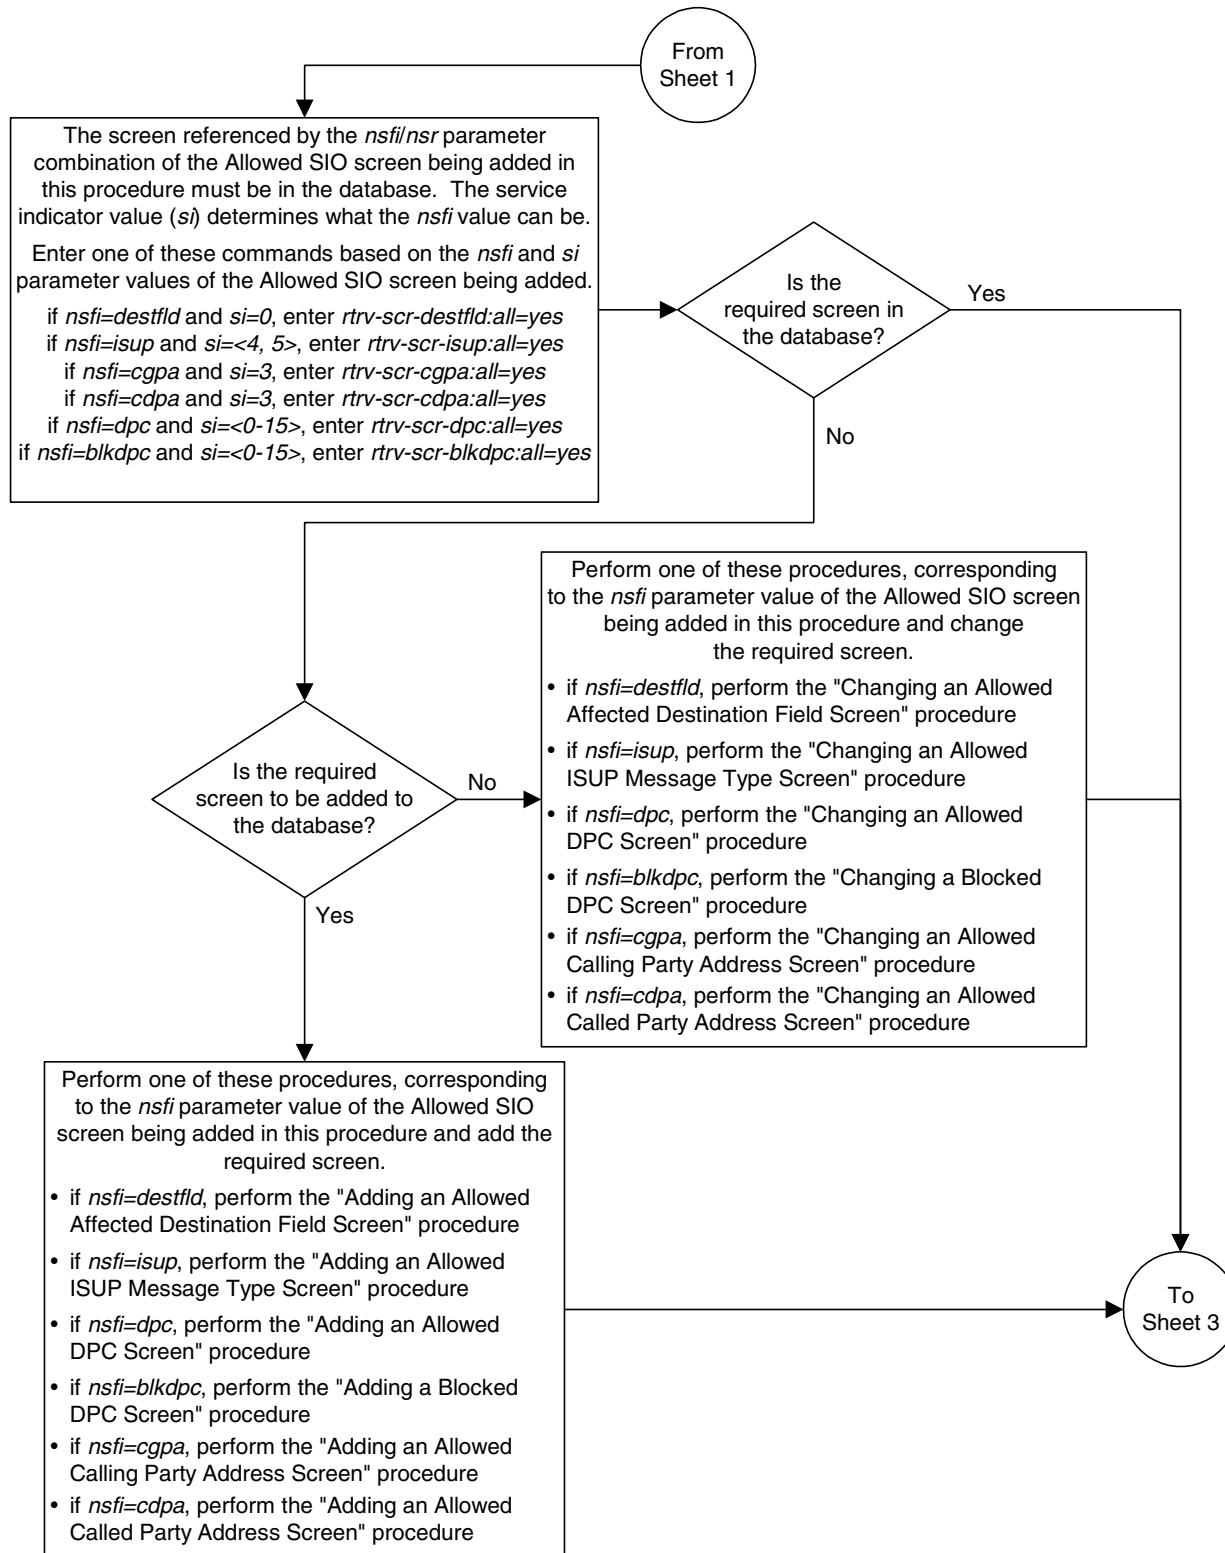 From
Sheet 1
The screen referenced by the nsfi/nsr parameter
combination of the Allowed SIO screen being added in
this procedure must be in the database.  The service
indicator value (si) determines what the nsfi value can be.
Enter one of these commands based on the nsfi and si
parameter values of the Allowed SIO screen being added.
if nsfi=destfld and si=0, enter rtrv-scr-destfld:all=yes
if nsfi=isup and si=<4, 5>, enter rtrv-scr-isup:all=yes
if nsfi=cgpa and si=3, enter rtrv-scr-cgpa:all=yes
if nsfi=cdpa and si=3, enter rtrv-scr-cdpa:all=yes
if nsfi=dpc and si=<0-15>, enter rtrv-scr-dpc:all=yes
if nsfi=blkdpc and si=<0-15>, enter rtrv-scr-blkdpc:all=yes
Is the
required screen in
the database?
Yes
No
Perform one of these procedures, corresponding
to the nsfi parameter value of the Allowed SIO screen
being added in this procedure and change
the required screen.
• if nsfi=destfld, perform the "Changing an Allowed
Affected Destination Field Screen" procedure
• if nsfi=isup, perform the "Changing an Allowed
ISUP Message Type Screen" procedure
• if nsfi=dpc, perform the "Changing an Allowed
DPC Screen" procedure
• if nsfi=blkdpc, perform the "Changing a Blocked
DPC Screen" procedure
• if nsfi=cgpa, perform the "Changing an Allowed
Calling Party Address Screen" procedure
• if nsfi=cdpa, perform the "Changing an Allowed
Called Party Address Screen" procedure
Is the required
screen to be added to
the database?
No
Yes
Perform one of these procedures, corresponding
to the nsfi parameter value of the Allowed SIO
screen being added in this procedure and add the
required screen.
• if nsfi=destfld, perform the "Adding an Allowed
Affected Destination Field Screen" procedure
• if nsfi=isup, perform the "Adding an Allowed
ISUP Message Type Screen" procedure
• if nsfi=dpc, perform the "Adding an Allowed
DPC Screen" procedure
• if nsfi=blkdpc, perform the "Adding a Blocked
DPC Screen" procedure
• if nsfi=cgpa, perform the "Adding an Allowed
Calling Party Address Screen" procedure
• if nsfi=cdpa, perform the "Adding an Allowed
Called Party Address Screen" procedure
To
Sheet 3